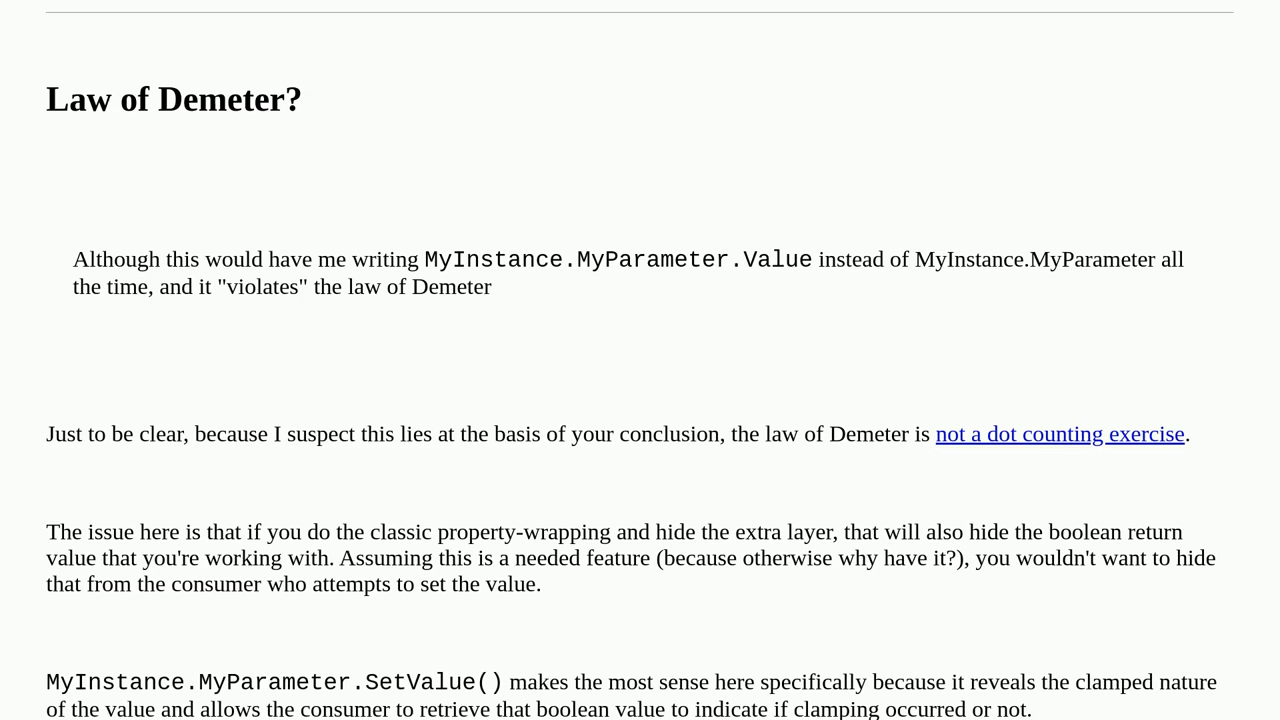 Law of Demeter?
Although this would have me writing MyInstance.MyParameter.Value instead of MyInstance.MyParameter all
the time, and it "violates" the law of Demeter
Just to be clear, because I suspect this lies at the basis of your conclusion, the law of Demeter is not a dot counting exercise.
The issue here is that if you do the classic property-wrapping and hide the extra layer, that will also hide the boolean return
value that you're working with. Assuming this is a needed feature (because otherwise why have it?), you wouldn't want to hide
that from the consumer who attempts to set the value.
MyInstance.MyParameter.SetValue() makes the most sense here specifically because it reveals the clamped nature
of the value and allows the consumer to retrieve that boolean value to indicate if clamping occurred or not.